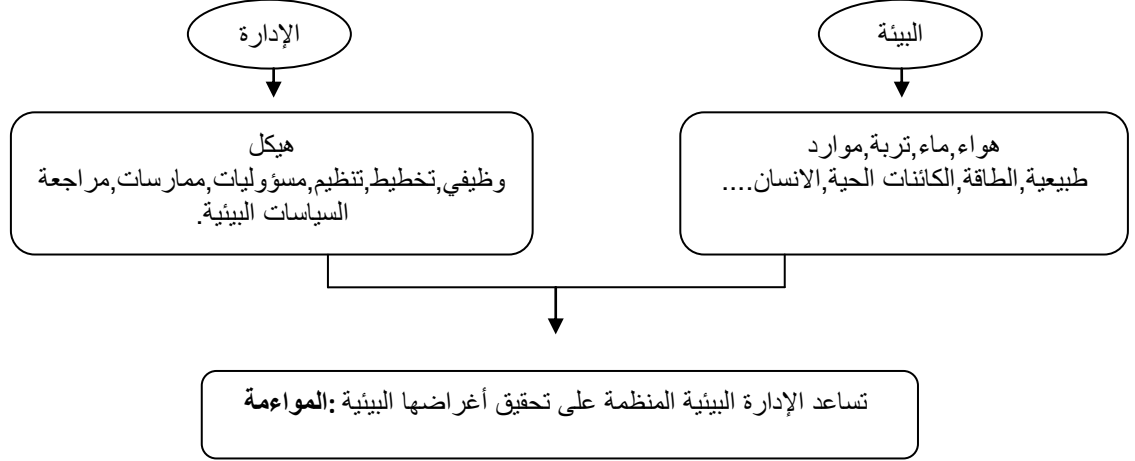 البيئة
الإدارة
هواء,ماء,تربة,موارد
طبيعية,الطاقة,الكائنات الحية,الانسان....
هيكل
وظيفي,تخطيط,تنظيم,مسؤوليات,ممارسات,مراجعة
السياسات البيئية.
المواءمة: تساعد الإدارة البيئية المنظمة على تحقيق أغراضها البيئية